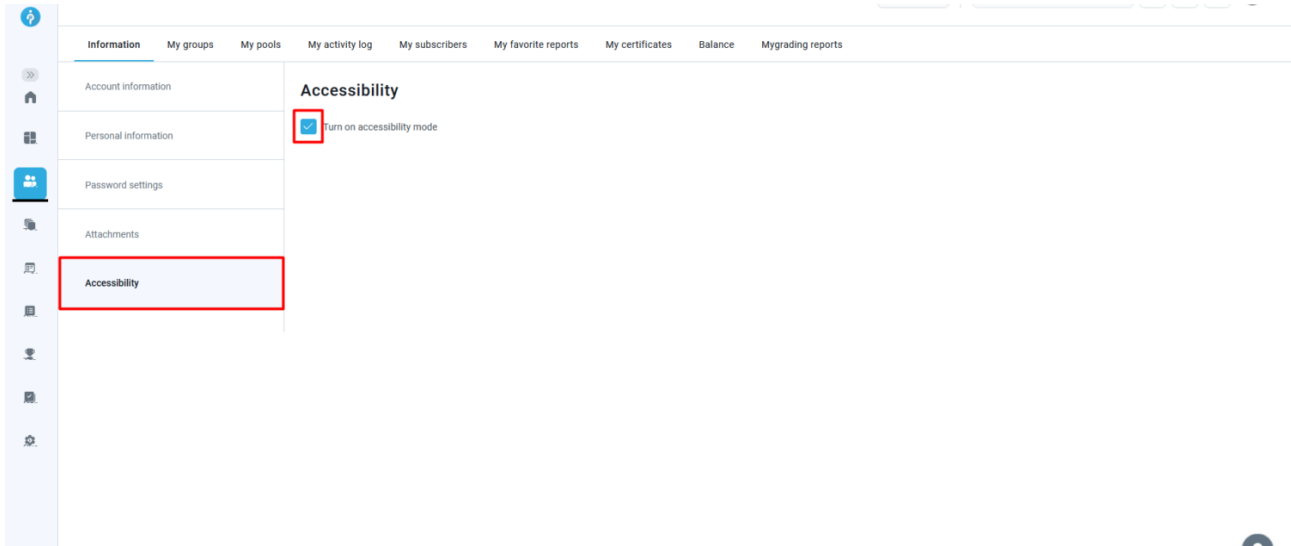 Information My groups My pools My activity log My subscribers My favorite reports My certificates Balance Mygrading reports
Account information
Personal information
Password settings
Attachments
Accessibility
Accessibility
Turn on accessibility mode